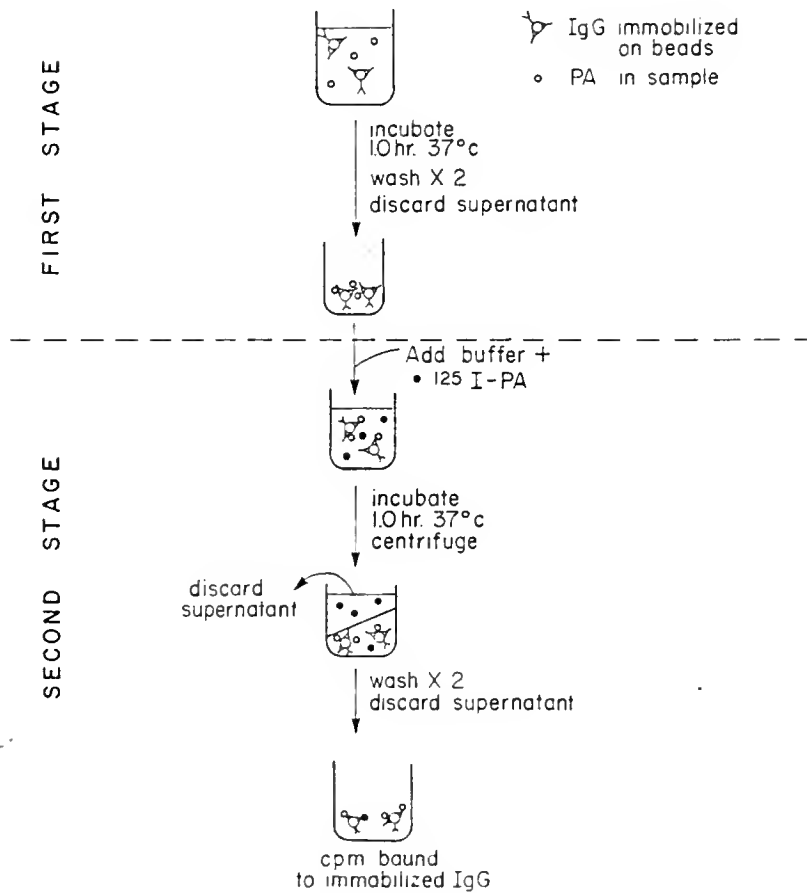 IgG immobilized
on beads
PA in sample
FIRST STAGE
incubate
1.0 hr. 37°c
wash X 2
discard supernatant
Add buffer +
• 125 I-PA
SECOND STAGE
incubate
1.0 hr. 37°c
centrifuge
discard
supernatant
wash X 2
discard supernatant
cpm bound
to immobilized IgG